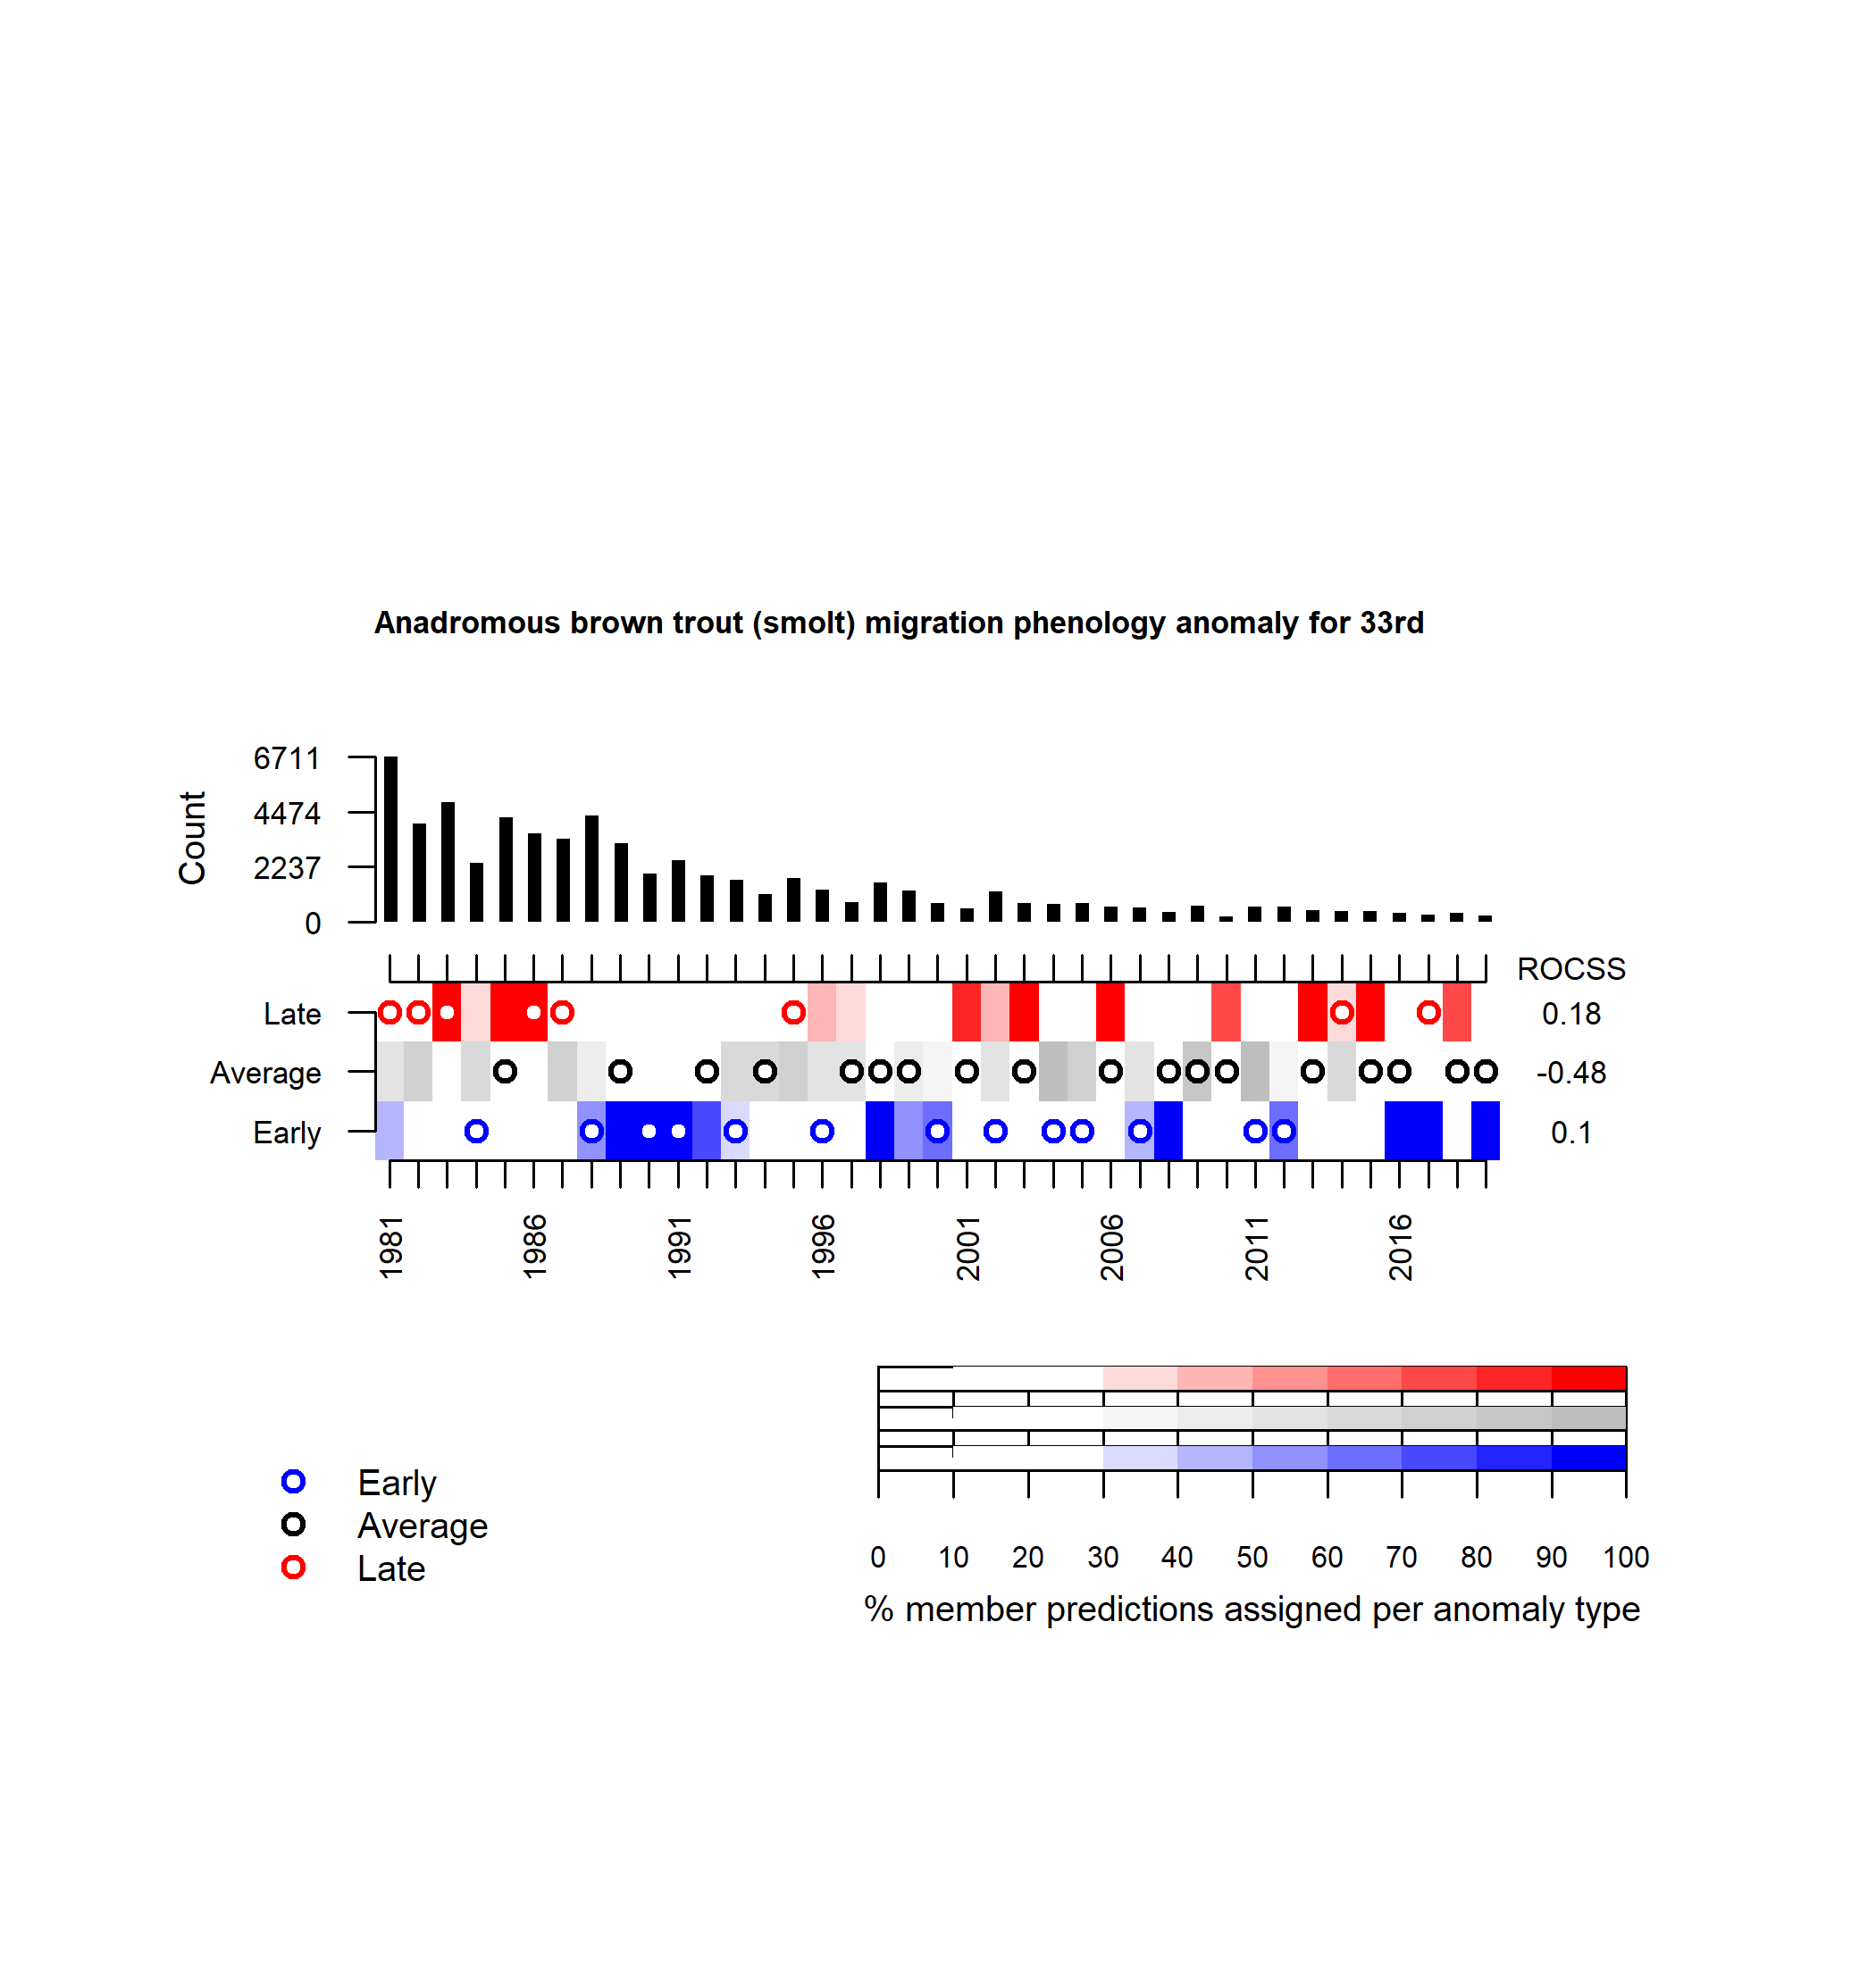 Anadromous brown trout (smolt) migration phenology anomaly for 33rd
Count
6711
4474
2237
0
ROCSS
Late
0.18
Average
-0.48
Early
0.1
1981
1986
1991
1996
2001
2006
2011
2016
Early
Average
Late
0 10 20 30 40 50 60 70 80 90 100
% member predictions assigned per anomaly type